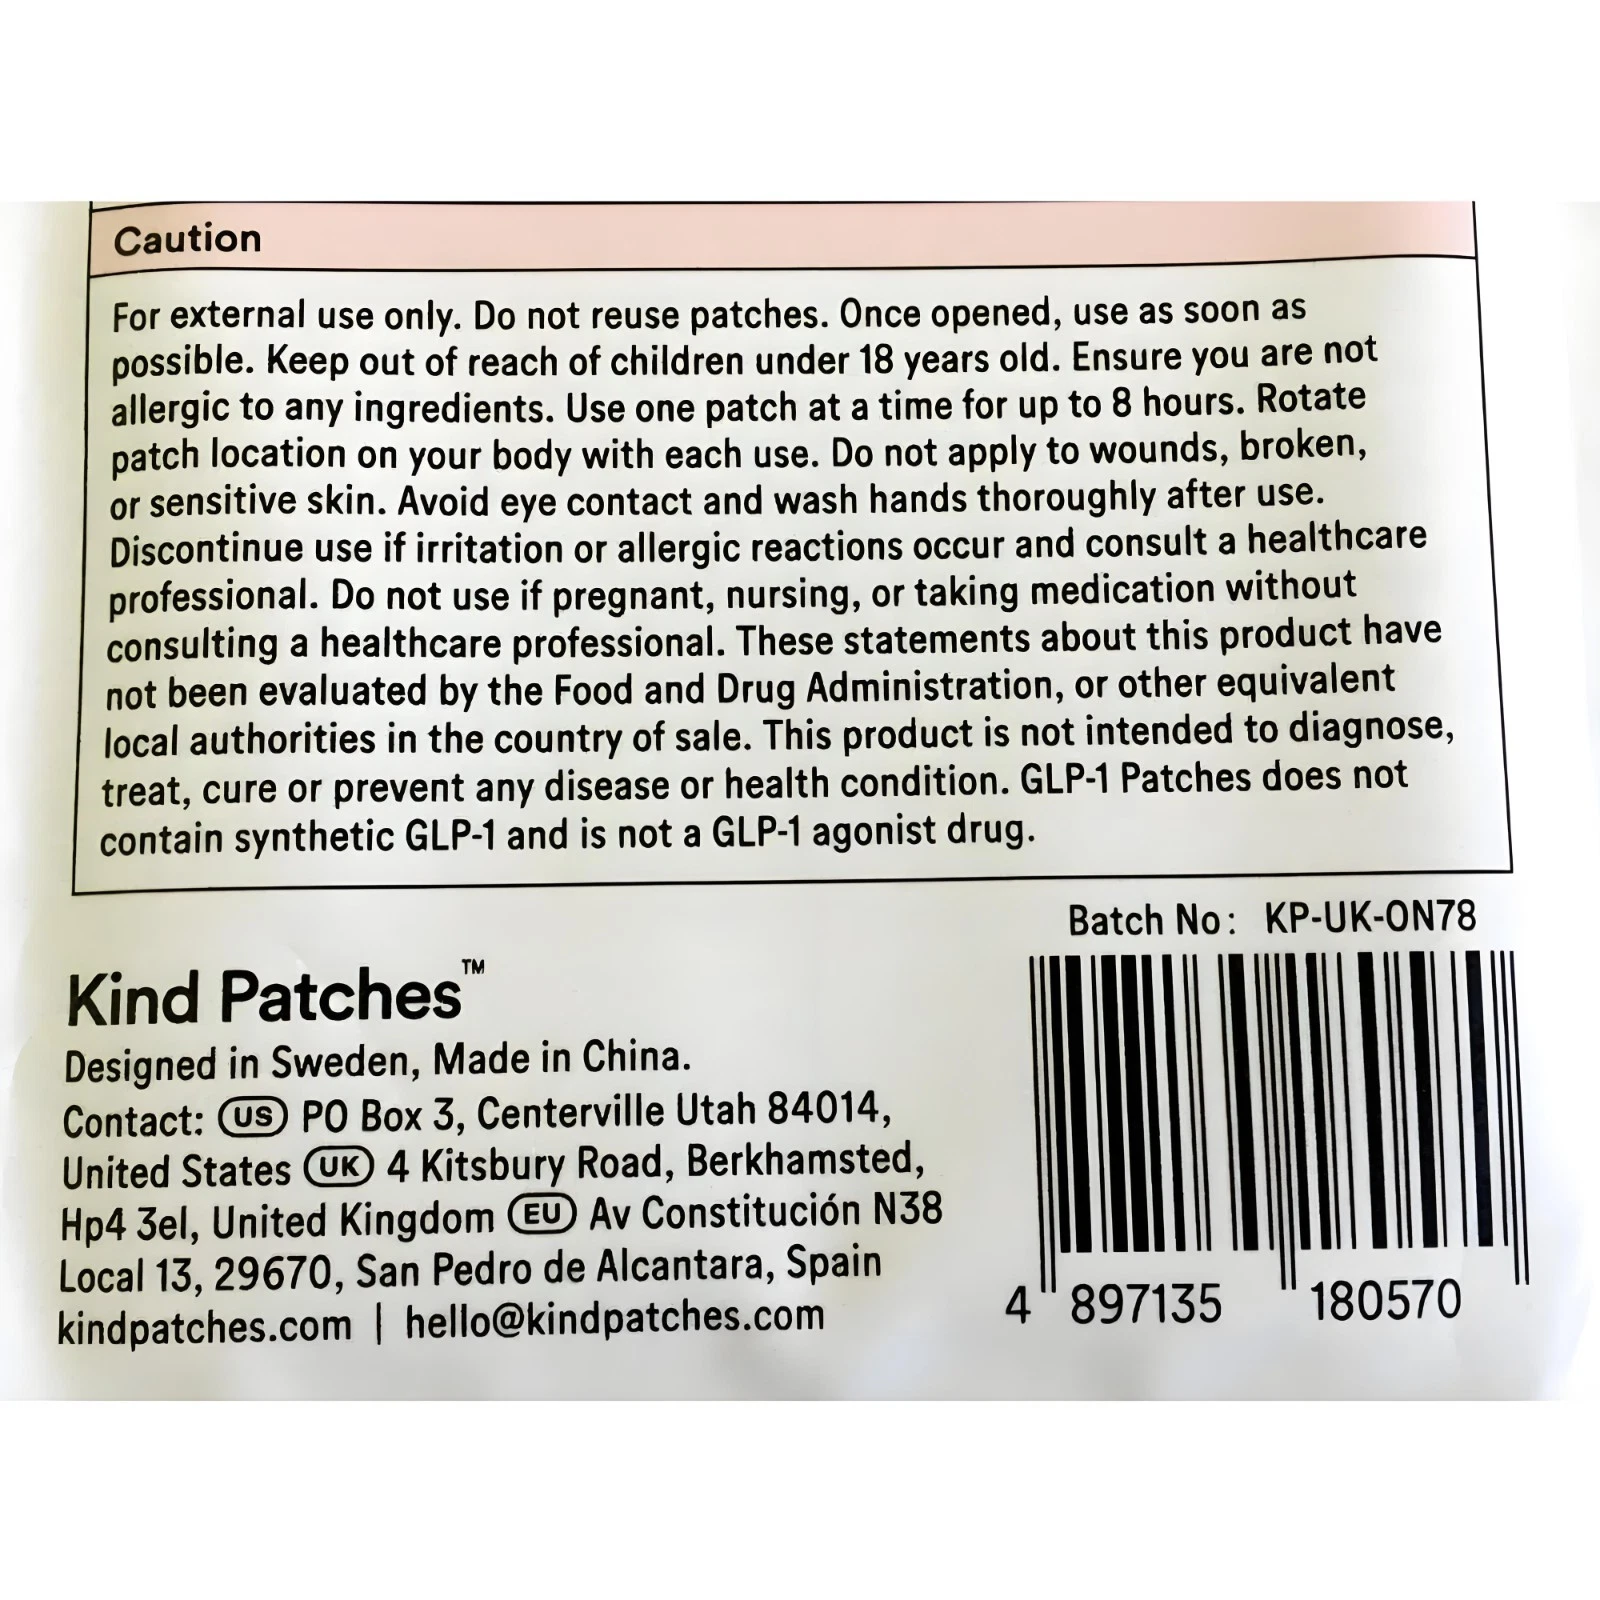 Caution
For external use only. Do not reuse patches. Once opened, use as soon as
possible. Keep out of reach of children under 18 years old. Ensure you are not
allergic to any ingredients. Use one patch at a time for up to 8 hours. Rotate
patch location on your body with each use. Do not apply to wounds, broken,
or sensitive skin. Avoid eye contact and wash hands thoroughly after use.
Discontinue use if irritation or allergic reactions occur and consult a healthcare
professional. Do not use if pregnant, nursing, or taking medication without
consulting a healthcare professional. These statements about this product have
not been evaluated by the Food and Drug Administration, or other equivalent
local authorities in the country of sale. This product is not intended to diagnose,
treat, cure or prevent any disease or health condition. GLP-1 Patches does not
contain synthetic GLP-1 and is not a GLP-1 agonist drug.
Batch No: KP-UK-ON78
Kind Patches™
Designed in Sweden, Made in China.
Contact: US PO Box 3, Centerville Utah 84014,
United States UK 4 Kitsbury Road, Berkhamsted,
Hp4 3el, United Kingdom EU Av Constitución N38
Local 13, 29670, San Pedro de Alcantara, Spain
kindpatches.com | hello@kindpatches.com
4 897135 180570